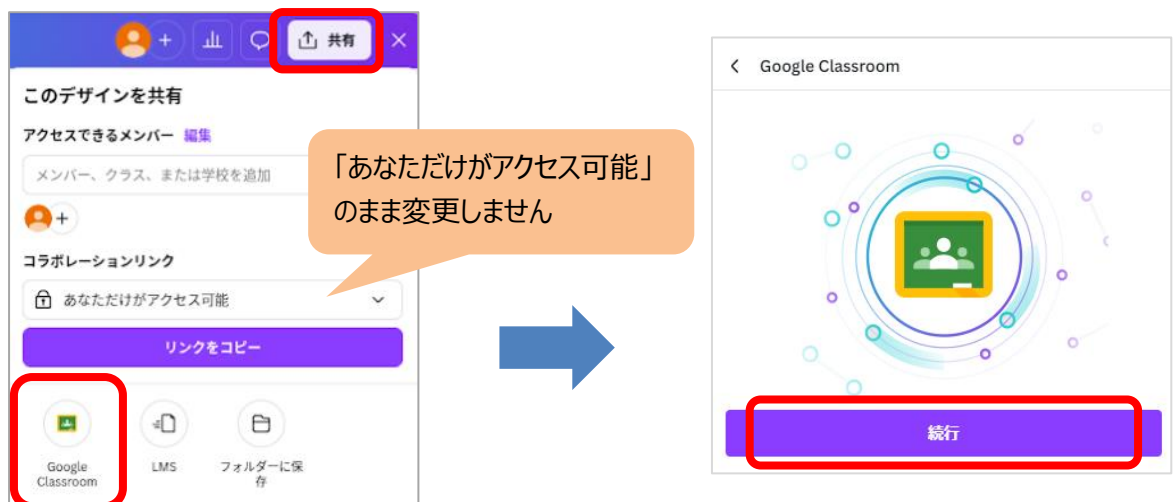 共有
このデザインを共有
アクセスできるメンバー 編集
メンバー、クラス、または学校を追加
コラボレーションリンク
あなただけがアクセス可能
リンクをコピー
Google
Classroom
LMS
フォルダーに保
存
「あなただけがアクセス可能」
のまま変更しません
Google Classroom
続行